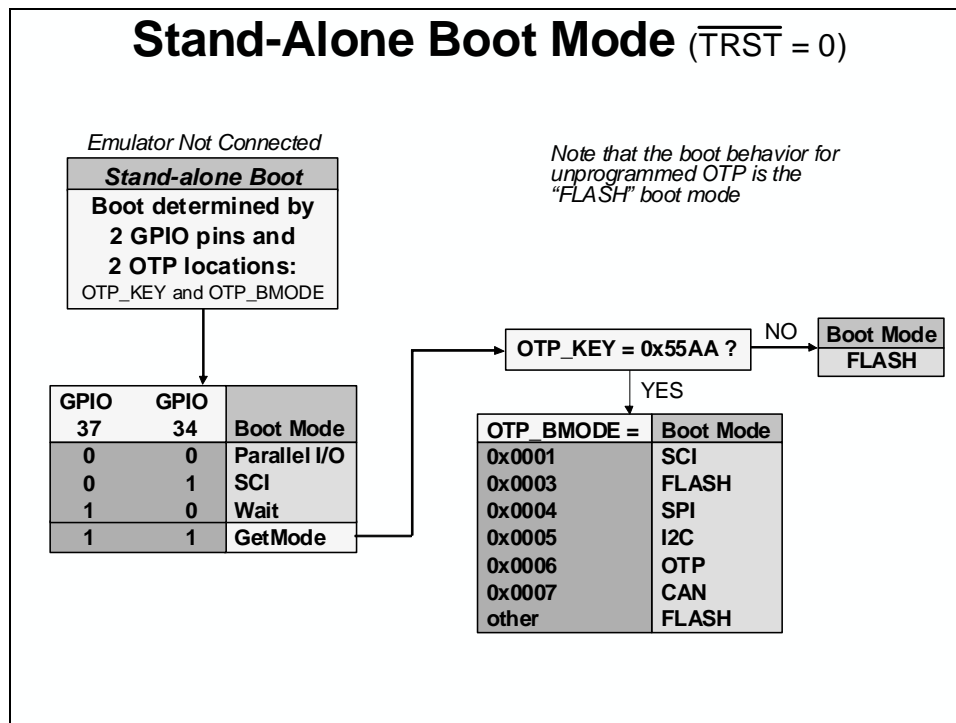 Stand-Alone Boot Mode (TRST = 0)
Emulator Not Connected
Stand-alone Boot
Boot determined by
2 GPIO pins and
2 OTP locations:
OTP_KEY and OTP_BMODE
Note that the boot behavior for
unprogrammed OTP is the
“FLASH” boot mode
OTP_KEY = 0x55AA ?
NO
Boot Mode
FLASH
YES
GPIO GPIO
37 34 Boot Mode
0 0 Parallel I/O
0 1 SCI
1 0 Wait
1 1 GetMode
OTP_BMODE = Boot Mode
0x0001 SCI
0x0003 FLASH
0x0004 SPI
0x0005 I2C
0x0006 OTP
0x0007 CAN
other FLASH